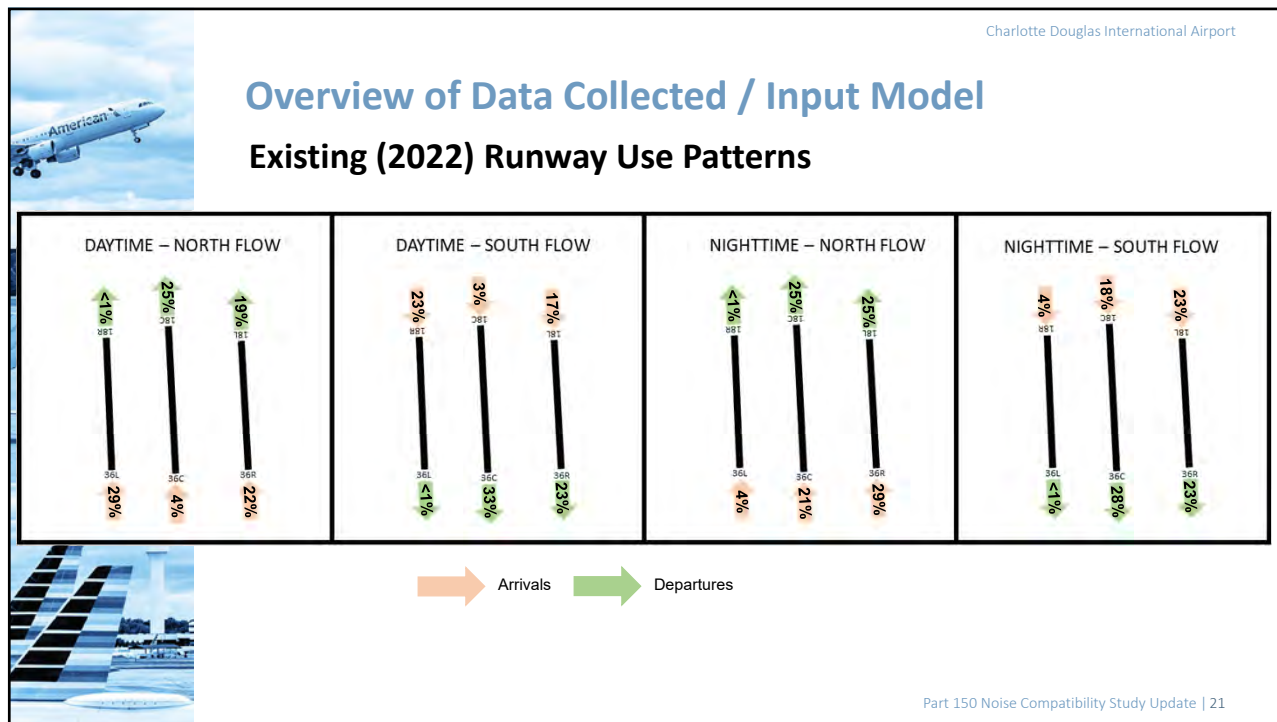 Charlotte Douglas International Airport
American
Overview of Data Collected / Input Model
Existing (2022) Runway Use Patterns
DAYTIME – NORTH FLOW
<1% 25% 19%
18R 18C 18L
36L 36C 36R
29% 4% 22%
DAYTIME – SOUTH FLOW
23% 3% 17%
18R 18C 18L
36L 36C 36R
<1% 33% 23%
NIGHTTIME – NORTH FLOW
<1% 25% 25%
18R 18C 18L
36L 36C 36R
4% 21% 29%
NIGHTTIME – SOUTH FLOW
4% 18% 23%
18R 18C 18L
36L 36C 36R
<1% 28% 23%
Arrivals Departures
Part 150 Noise Compatibility Study Update | 21